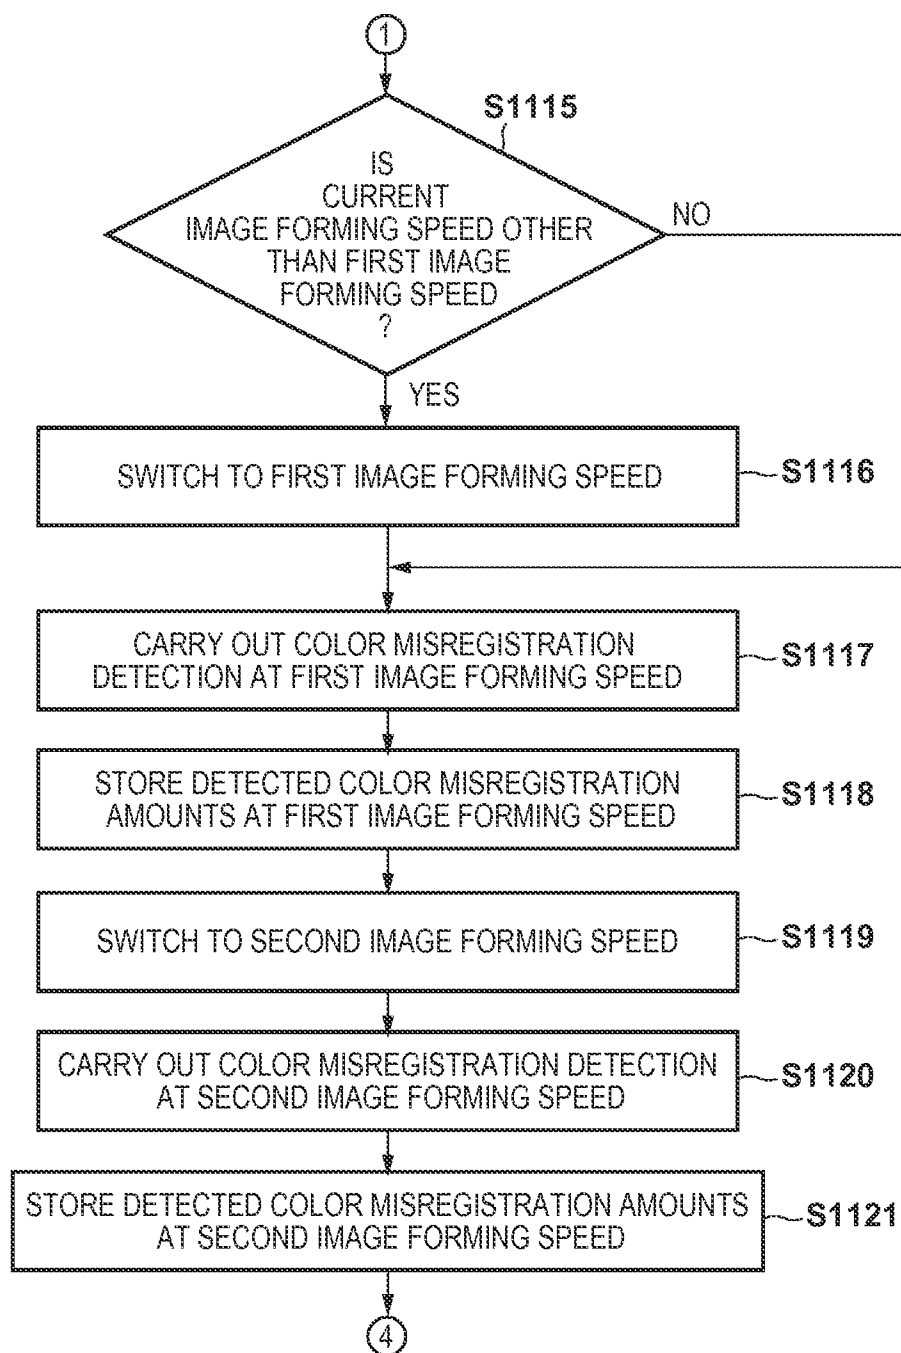 1
S1115
IS
CURRENT
IMAGE FORMING SPEED OTHER
THAN FIRST IMAGE
FORMING SPEED
?
NO
YES
SWITCH TO FIRST IMAGE FORMING SPEED
S1116
CARRY OUT COLOR MISREGISTRATION
DETECTION AT FIRST IMAGE FORMING SPEED
S1117
STORE DETECTED COLOR MISREGISTRATION
AMOUNTS AT FIRST IMAGE FORMING SPEED
S1118
SWITCH TO SECOND IMAGE FORMING SPEED
S1119
CARRY OUT COLOR MISREGISTRATION DETECTION
AT SECOND IMAGE FORMING SPEED
S1120
STORE DETECTED COLOR MISREGISTRATION AMOUNTS
AT SECOND IMAGE FORMING SPEED
S1121
4